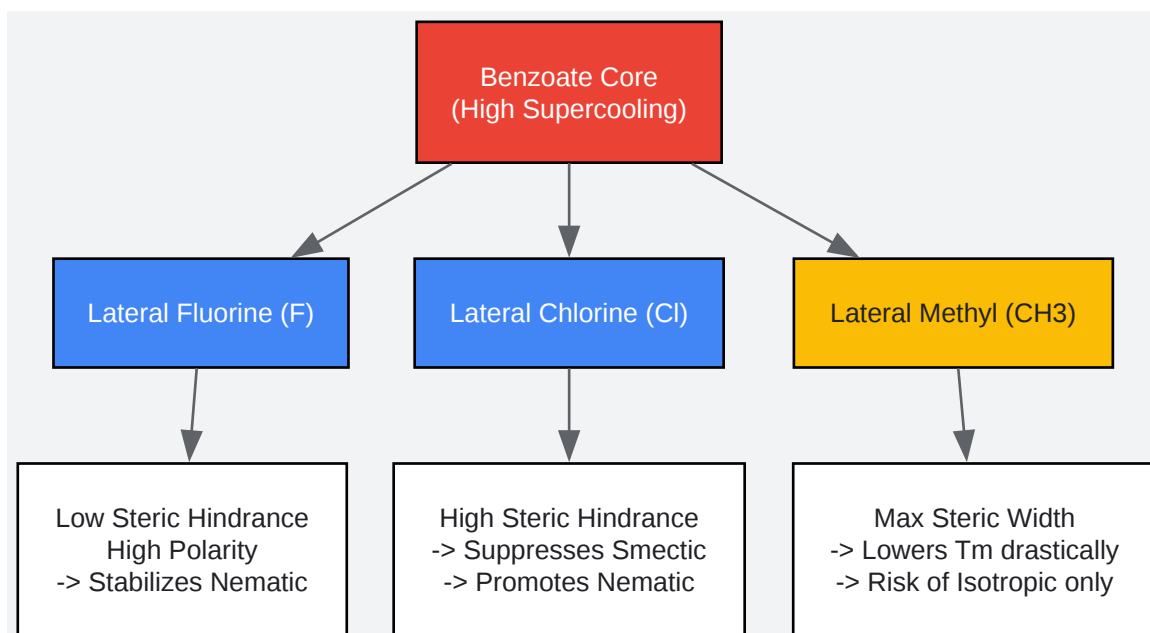 Benzoate Core
(High Supercooling)
Lateral Fluorine (F)
Lateral Chlorine (Cl)
Lateral Methyl (CH3)
Low Steric Hindrance
High Polarity
-> Stabilizes Nematic
High Steric Hindrance
-> Suppresses Smectic
-> Promotes Nematic
Max Steric Width
-> Lowers Tm drastically
-> Risk of Isotropic only